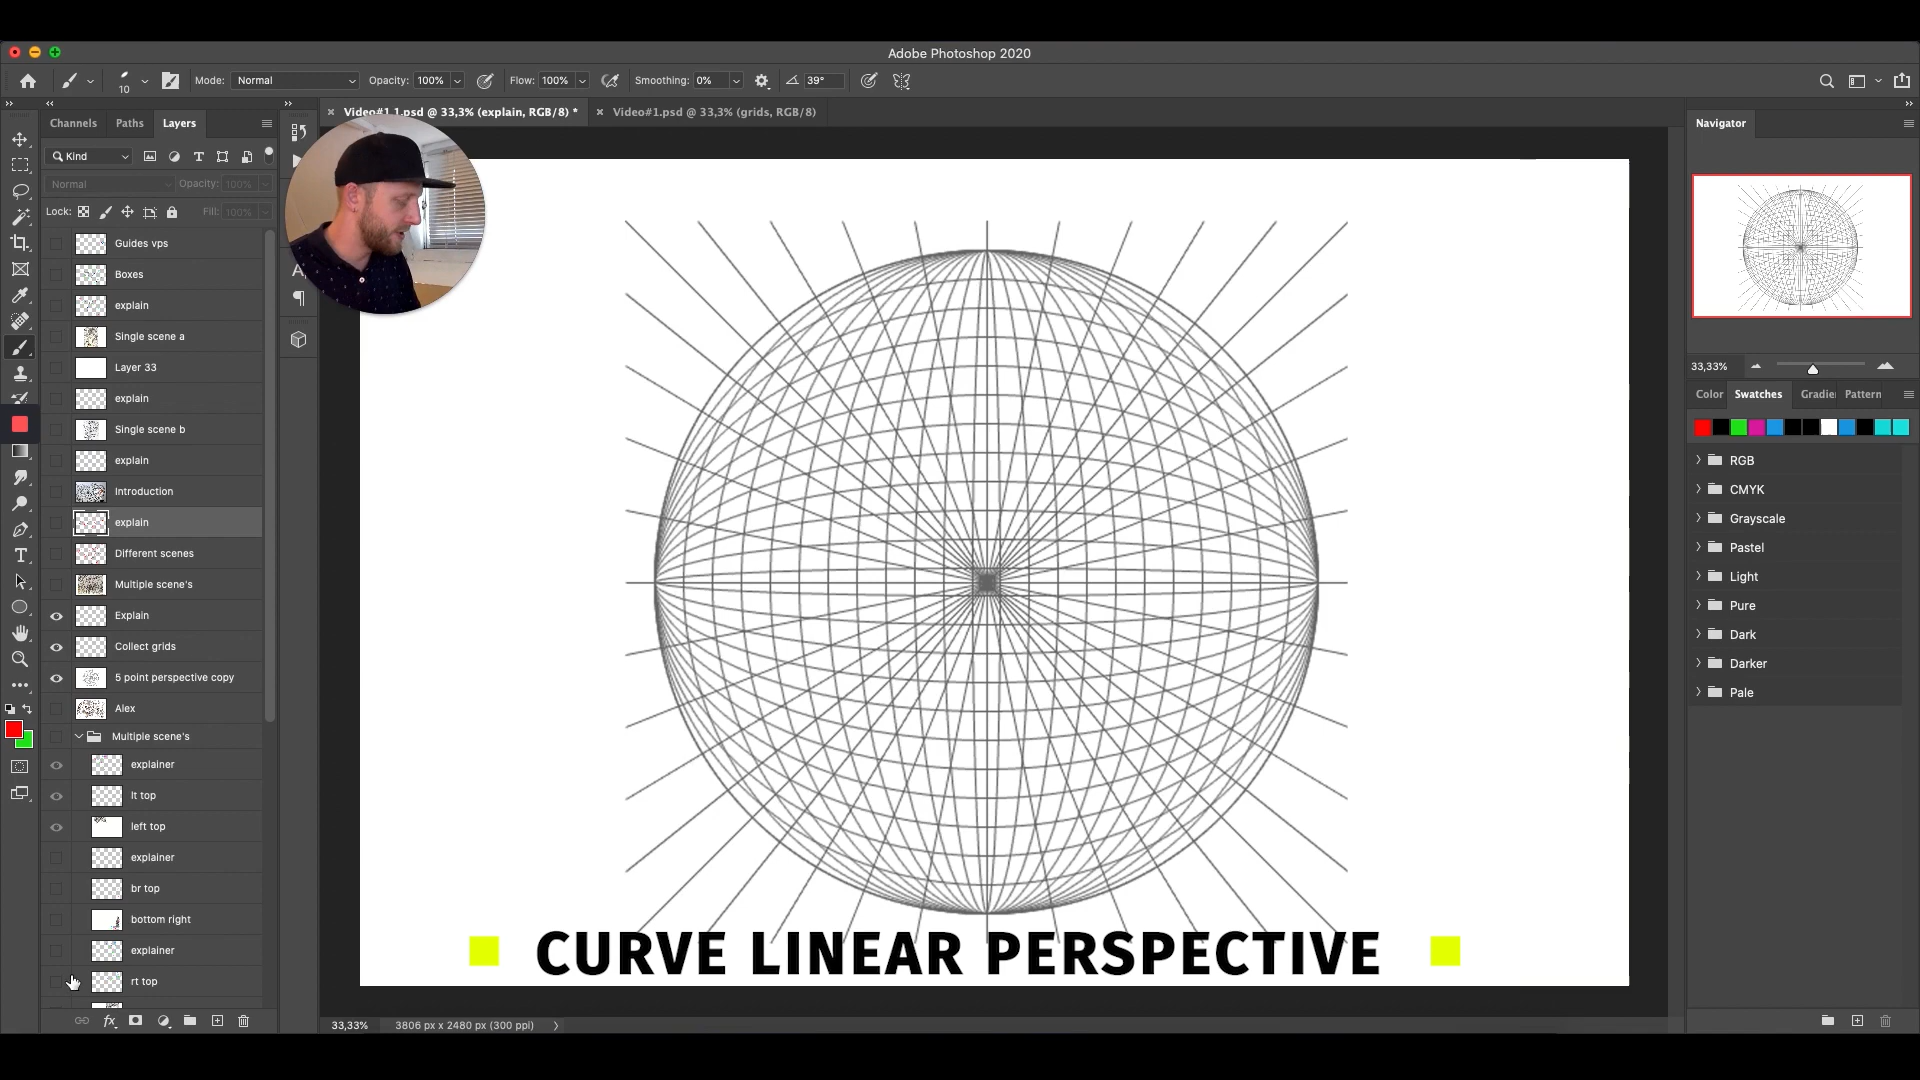 Adobe Photoshop 2020
10
Mode: Normal
Opacity: 100%
Flow: 100%
Smoothing: 0%
39°
Channels
Paths
Layers
Video#1.1.psd @ 33,3% (explain, RGB/8) *
Video#1.psd @ 33,3% (grids, RGB/8)
Navigator
Kind
Normal
Opacity: 100%
Lock:
Fill: 100%
Guides vps
Boxes
explain
Single scene a
Layer 33
explain
Single scene b
explain
Introduction
explain
Different scenes
Multiple scene's
Explain
Collect grids
5 point perspective copy
Alex
Multiple scene's
explainer
lt top
left top
explainer
br top
bottom right
explainer
rt top
CURVE LINEAR PERSPECTIVE
33,33%
3806 px x 2480 px (300 ppi)
33,33%
Color
Swatches
Gradie
Pattern
RGB
CMYK
Grayscale
Pastel
Light
Pure
Dark
Darker
Pale